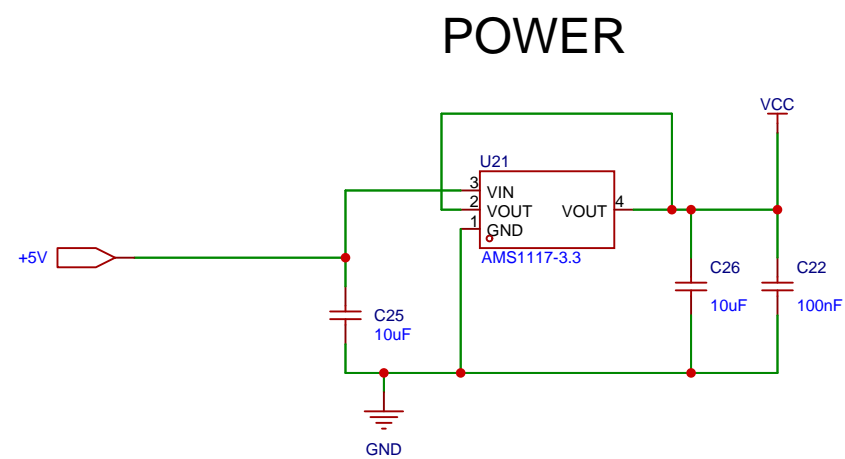 POWER
VCC
U21
3
VIN
2
VOUT
VOUT
4
1
GND
AMS1117-3.3
+5V
C26
10uF
C22
100nF
C25
10uF
GND